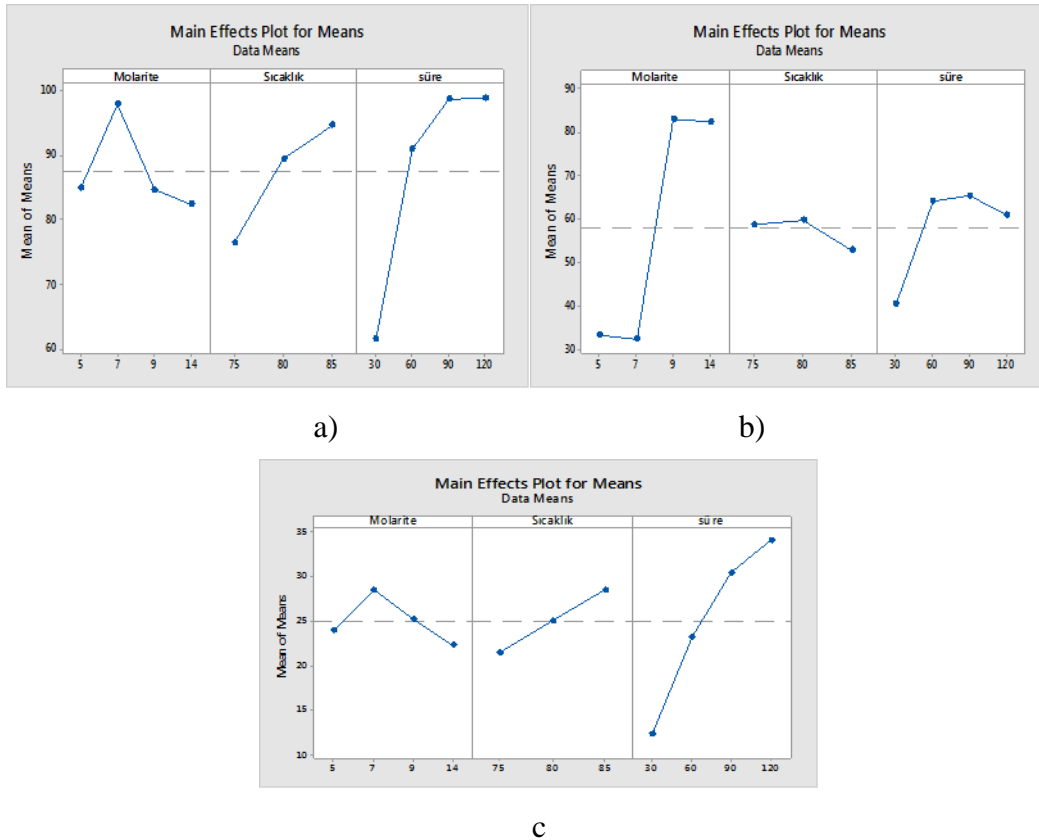 Main Effects Plot for Means
Data Means
Molarite Sıcaklık süre
Mean of Means
100
90
80
70
60
5 7 9 14 75 80 85 30 60 90 120
a)
Main Effects Plot for Means
Data Means
Molarite Sıcaklık süre
Mean of Means
90
80
70
60
50
40
30
5 7 9 14 75 80 85 30 60 90 120
b)
Main Effects Plot for Means
Data Means
Molarite Sıcaklık süre
Mean of Means
35
30
25
20
15
10
5 7 9 14 75 80 85 30 60 90 120
c